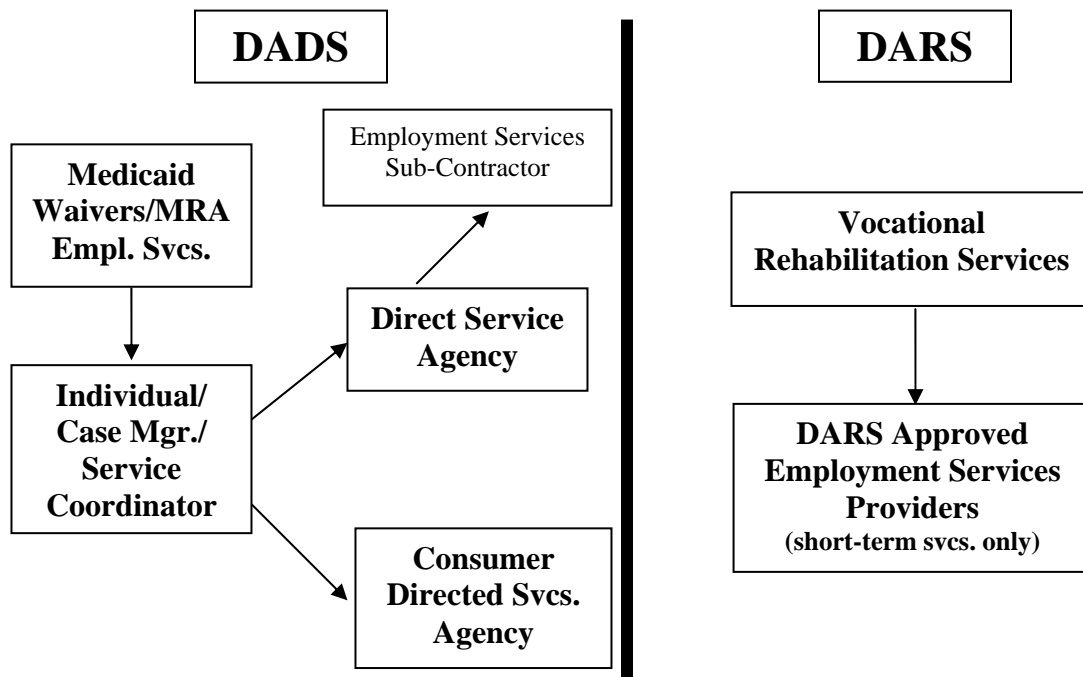 DADS
Employment Services
Sub-Contractor
Medicaid
Waivers/MRA
Empl. Svcs.
Direct Service
Agency
Individual/
Case Mgr./
Service
Coordinator
Consumer
Directed Svcs.
Agency
DARS
Vocational
Rehabilitation Services
DARS Approved
Employment Services
Providers
(short-term svcs. only)